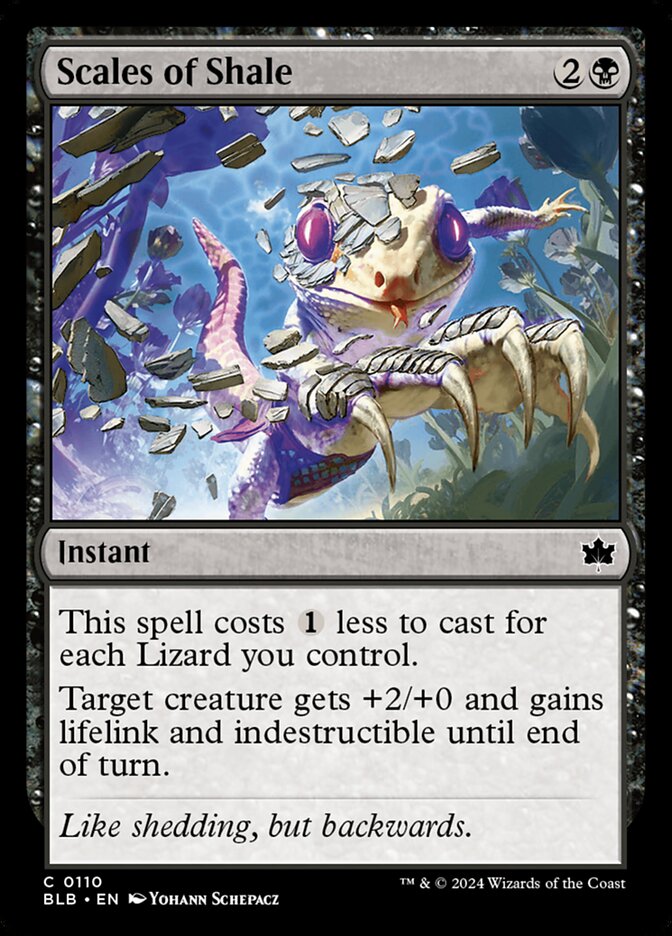 Scales of Shale
2
Instant
This spell costs 1 less to cast for
each Lizard you control.
Target creature gets +2/+0 and gains
lifelink and indestructible until end
of turn.
Like shedding, but backwards.
C 0110
™ & © 2024 Wizards of the Coast
BLB • EN Yohann Schepacz